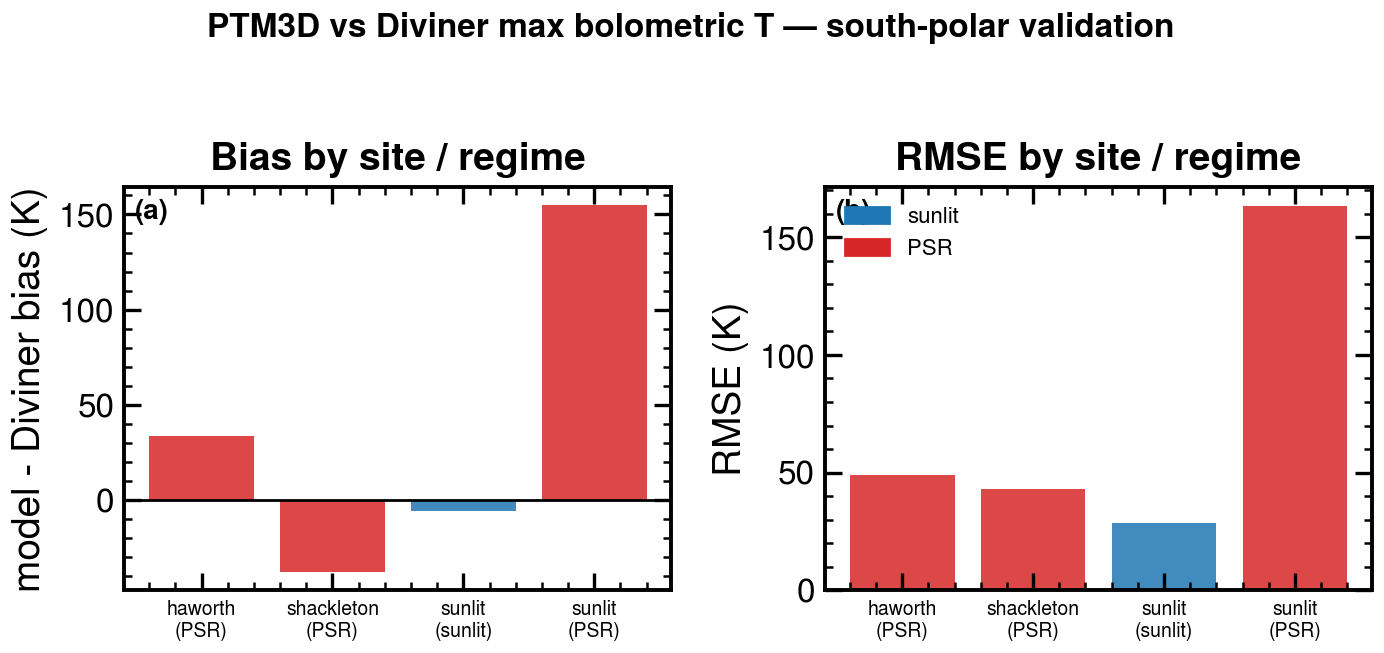 PTM3D vs Diviner max bolometric T — south-polar validation
Bias by site / regime
(a)
model - Diviner bias (K)
150
100
50
0
haworth
(PSR)
shackleton
(PSR)
sunlit
(sunlit)
sunlit
(PSR)
RMSE by site / regime
(b)
sunlit
PSR
RMSE (K)
150
100
50
0
haworth
(PSR)
shackleton
(PSR)
sunlit
(sunlit)
sunlit
(PSR)